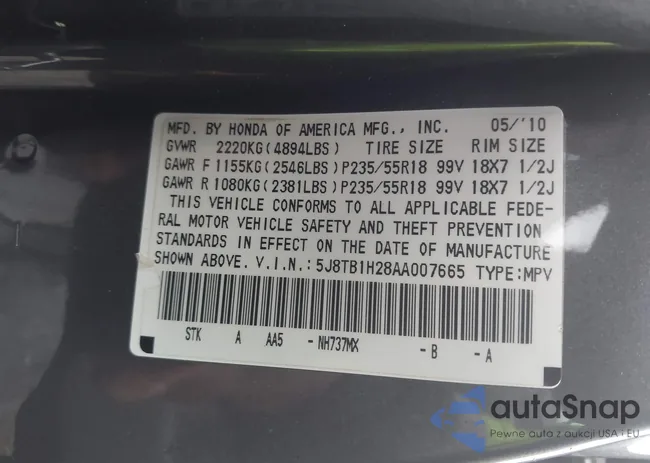 MFD. BY HONDA OF AMERICA MFG., INC. 05/'10
GVWR 2220KG(4894LBS) TIRE SIZE RIM SIZE
GAWR F 1155KG(2546LBS)P235/55R18 99V 18X7 1/2J
GAWR R 1080KG(2381LBS)P235/55R18 99V 18X7 1/2J
THIS VEHICLE CONFORMS TO ALL APPLICABLE FEDE-
RAL MOTOR VEHICLE SAFETY AND THEFT PREVENTION
STANDARDS IN EFFECT ON THE DATE OF MANUFACTURE
SHOWN ABOVE. V.I.N.:5J8TB1H28AA007665 TYPE:MPV
STK A AA5 -NH737MX -B -A
autaSnap
Pewne auta z aukcji USA i EU